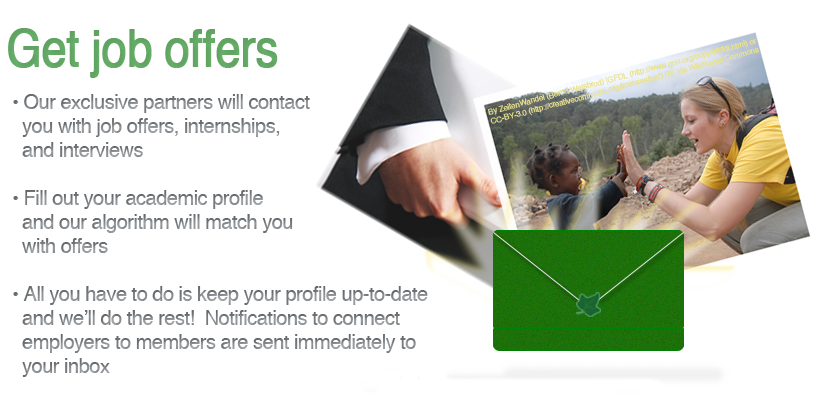 Get job offers
• Our exclusive partners will contact
you with job offers, internships,
and interviews
• Fill out your academic profile
and our algorithm will match you
with offers
• All you have to do is keep your profile up-to-date
and we'll do the rest!  Notifications to connect
employers to members are sent immediately to
your inbox